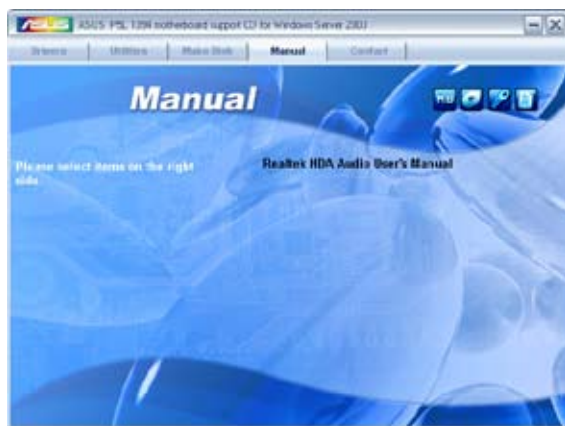 ASUS P5L 1394 motherboard support CD for Windows Server 2003
Drivers Utilities Make Disk Manual Contact
Manual
Please select items on the right side.
Realtek HDA Audio User's Manual